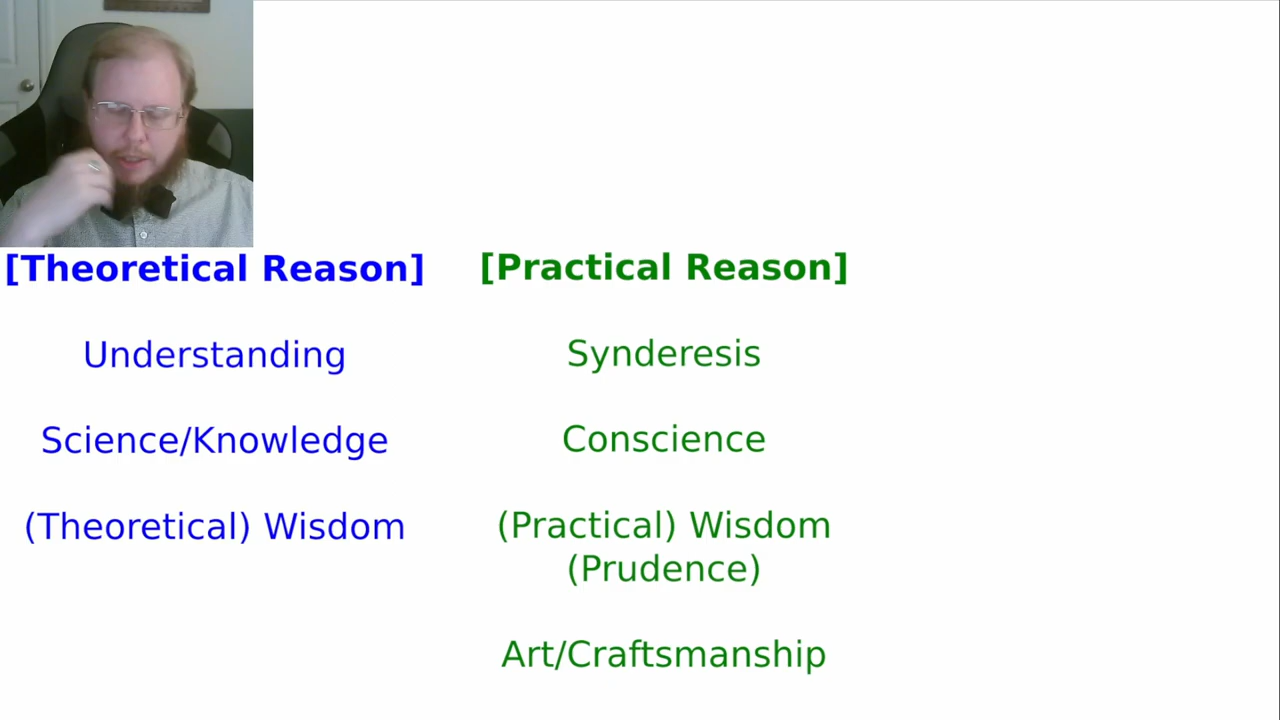 [Theoretical Reason]
Understanding
Science/Knowledge
(Theoretical) Wisdom
[Practical Reason]
Synderesis
Conscience
(Practical) Wisdom
(Prudence)
Art/Craftsmanship